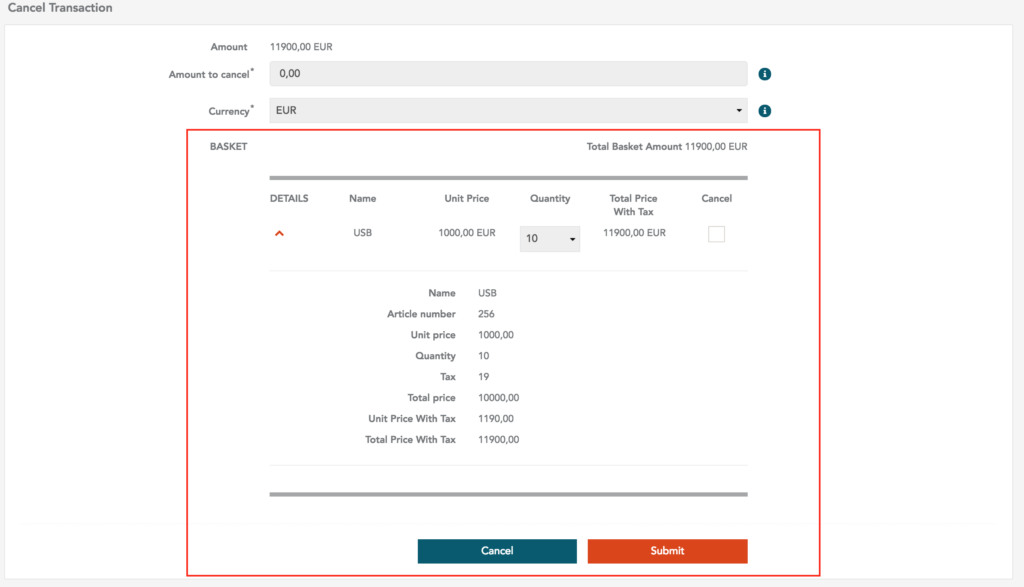 Cancel Transaction
Amount 11900,00 EUR
Amount to cancel* 0,00
Currency* EUR
BASKET Total Basket Amount 11900,00 EUR
DETAILS Name Unit Price Quantity Total Price With Tax Cancel
USB 1000,00 EUR 10 11900,00 EUR
Name USB
Article number 256
Unit price 1000,00
Quantity 10
Tax 19
Total price 10000,00
Unit Price With Tax 1190,00
Total Price With Tax 11900,00
Cancel Submit